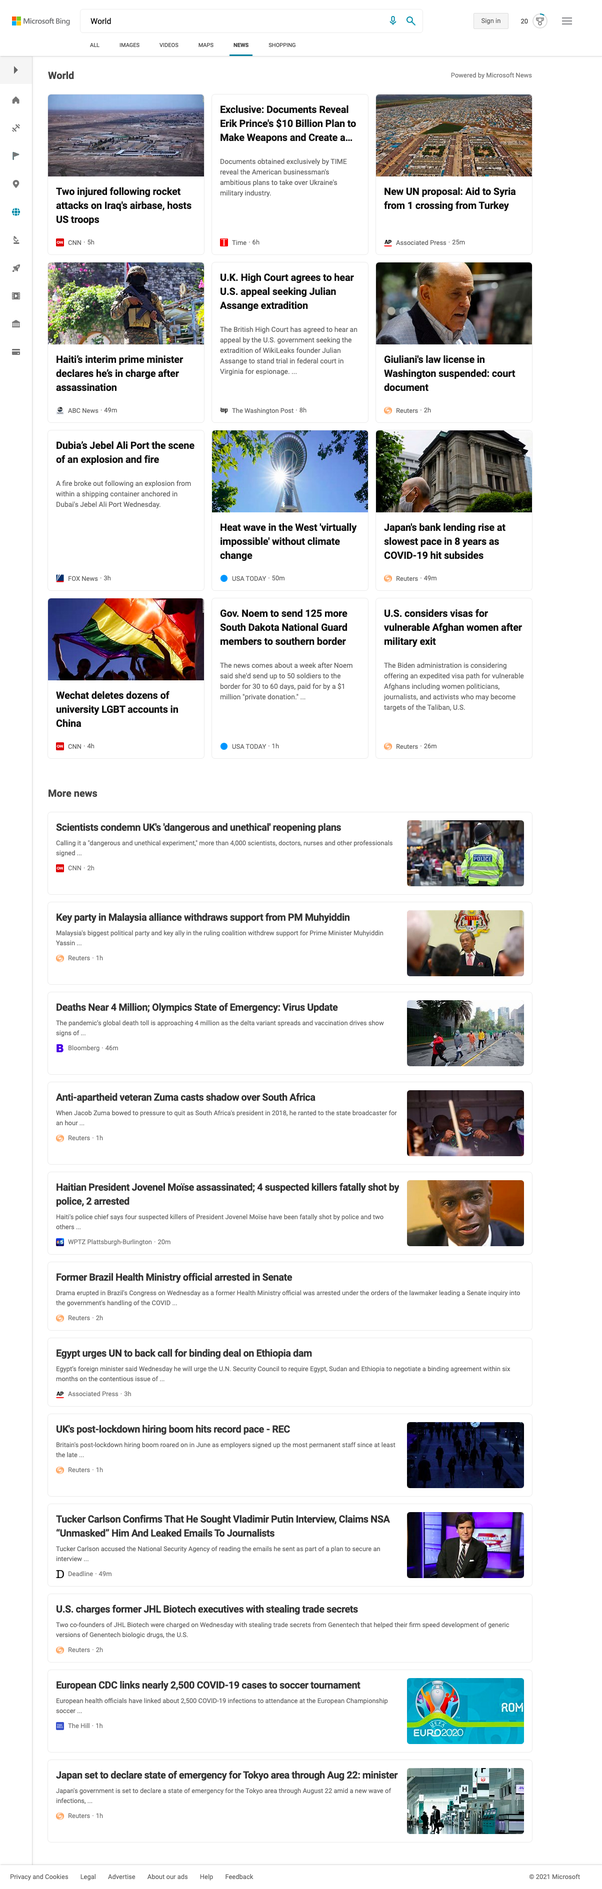 Microsoft Bing
World
Sign in
20
ALL
IMAGES
VIDEOS
MAPS
NEWS
SHOPPING
World
Powered by Microsoft News
Two injured following rocket
attacks on Iraq's airbase, hosts
US troops
CNN · 5h
Exclusive: Documents Reveal
Erik Prince's $10 Billion Plan to
Make Weapons and Create a...
Documents obtained exclusively by TIME
reveal the American businessman's
ambitious plans to take over Ukraine's
military industry.
Time · 6h
New UN proposal: Aid to Syria
from 1 crossing from Turkey
AP
Associated Press · 25m
Haiti's interim prime minister
declares he's in charge after
assassination
ABC News · 49m
U.K. High Court agrees to hear
U.S. appeal seeking Julian
Assange extradition
The British High Court has agreed to hear an
appeal by the U.S. government seeking the
extradition of WikiLeaks founder Julian
Assange to stand trial in federal court in
Virginia for espionage. ...
wp
The Washington Post · 8h
Giuliani's law license in
Washington suspended: court
document
Reuters · 2h
Dubia's Jebel Ali Port the scene
of an explosion and fire
A fire broke out following an explosion from
within a shipping container anchored in
Dubai's Jebel Ali Port Wednesday.
FOX News · 3h
Heat wave in the West 'virtually
impossible' without climate
change
USA TODAY · 50m
Japan's bank lending rise at
slowest pace in 8 years as
COVID-19 hit subsides
Reuters · 49m
Wechat deletes dozens of
university LGBT accounts in
China
CNN · 4h
Gov. Noem to send 125 more
South Dakota National Guard
members to southern border
The news comes about a week after Noem
said she'd send up to 50 soldiers to the
border for 30 to 60 days, paid for by a $1
million "private donation." ...
USA TODAY · 1h
U.S. considers visas for
vulnerable Afghan women after
military exit
The Biden administration is considering
offering an expedited visa path for vulnerable
Afghans including women politicians,
journalists, and activists who may become
targets of the Taliban, U.S.
Reuters · 26m
More news
Scientists condemn UK's 'dangerous and unethical' reopening plans
Calling it a "dangerous and unethical experiment," more than 4,000 scientists, doctors, nurses and other professionals
signed ...
CNN · 2h
POLICE
Key party in Malaysia alliance withdraws support from PM Muhyiddin
Malaysia's biggest political party and key ally in the ruling coalition withdrew support for Prime Minister Muhyiddin
Yassin ...
Reuters · 1h
Deaths Near 4 Million; Olympics State of Emergency: Virus Update
The pandemic's global death toll is approaching 4 million as the delta variant spreads and vaccination drives show
signs of ...
B
Bloomberg · 46m
Anti-apartheid veteran Zuma casts shadow over South Africa
When Jacob Zuma bowed to pressure to quit as South Africa's president in 2018, he ranted to the state broadcaster for
an hour ...
Reuters · 1h
Haitian President Jovenel Moïse assassinated; 4 suspected killers fatally shot by
police, 2 arrested
Haiti's police chief says four suspected killers of President Jovenel Moïse have been fatally shot by police and two
others ...
WPTZ Plattsburgh-Burlington · 20m
Former Brazil Health Ministry official arrested in Senate
Drama erupted in Brazil's Congress on Wednesday as a former Health Ministry official was arrested under the orders of the lawmaker leading a Senate inquiry into
the government's handling of the COVID ...
Reuters · 2h
Egypt urges UN to back call for binding deal on Ethiopia dam
Egypt's foreign minister said Wednesday he will urge the U.N. Security Council to require Egypt, Sudan and Ethiopia to negotiate a binding agreement within six
months on the contentious issue of ...
AP
Associated Press · 3h
UK's post-lockdown hiring boom hits record pace - REC
Britain's post-lockdown hiring boom roared on in June as employers signed up the most permanent staff since at least
the late ...
Reuters · 1h
Tucker Carlson Confirms That He Sought Vladimir Putin Interview, Claims NSA
"Unmasked" Him And Leaked Emails To Journalists
Tucker Carlson accused the National Security Agency of reading the emails he sent as part of a plan to secure an
interview ...
D
Deadline · 49m
U.S. charges former JHL Biotech executives with stealing trade secrets
Two co-founders of JHL Biotech were charged on Wednesday with stealing trade secrets from Genentech that helped their firm speed development of generic
versions of Genentech biologic drugs, the U.S.
Reuters · 2h
European CDC links nearly 2,500 COVID-19 cases to soccer tournament
European health officials have linked about 2,500 COVID-19 infections to attendance at the European Championship
soccer ...
The Hill · 1h
ROM
UEFA
EURO2020
Japan set to declare state of emergency for Tokyo area through Aug 22: minister
Japan's government is set to declare a state of emergency for the Tokyo area through August 22 amid a new wave of
infections, ...
Reuters · 1h
Privacy and Cookies
Legal
Advertise
About our ads
Help
Feedback
© 2021 Microsoft